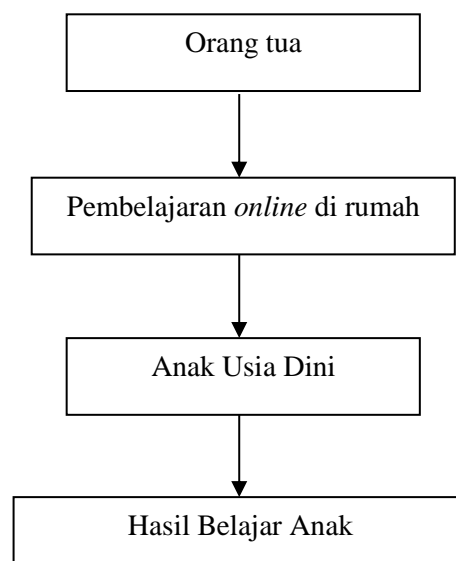 Orang tua
Pembelajaran online di rumah
Anak Usia Dini
Hasil Belajar Anak